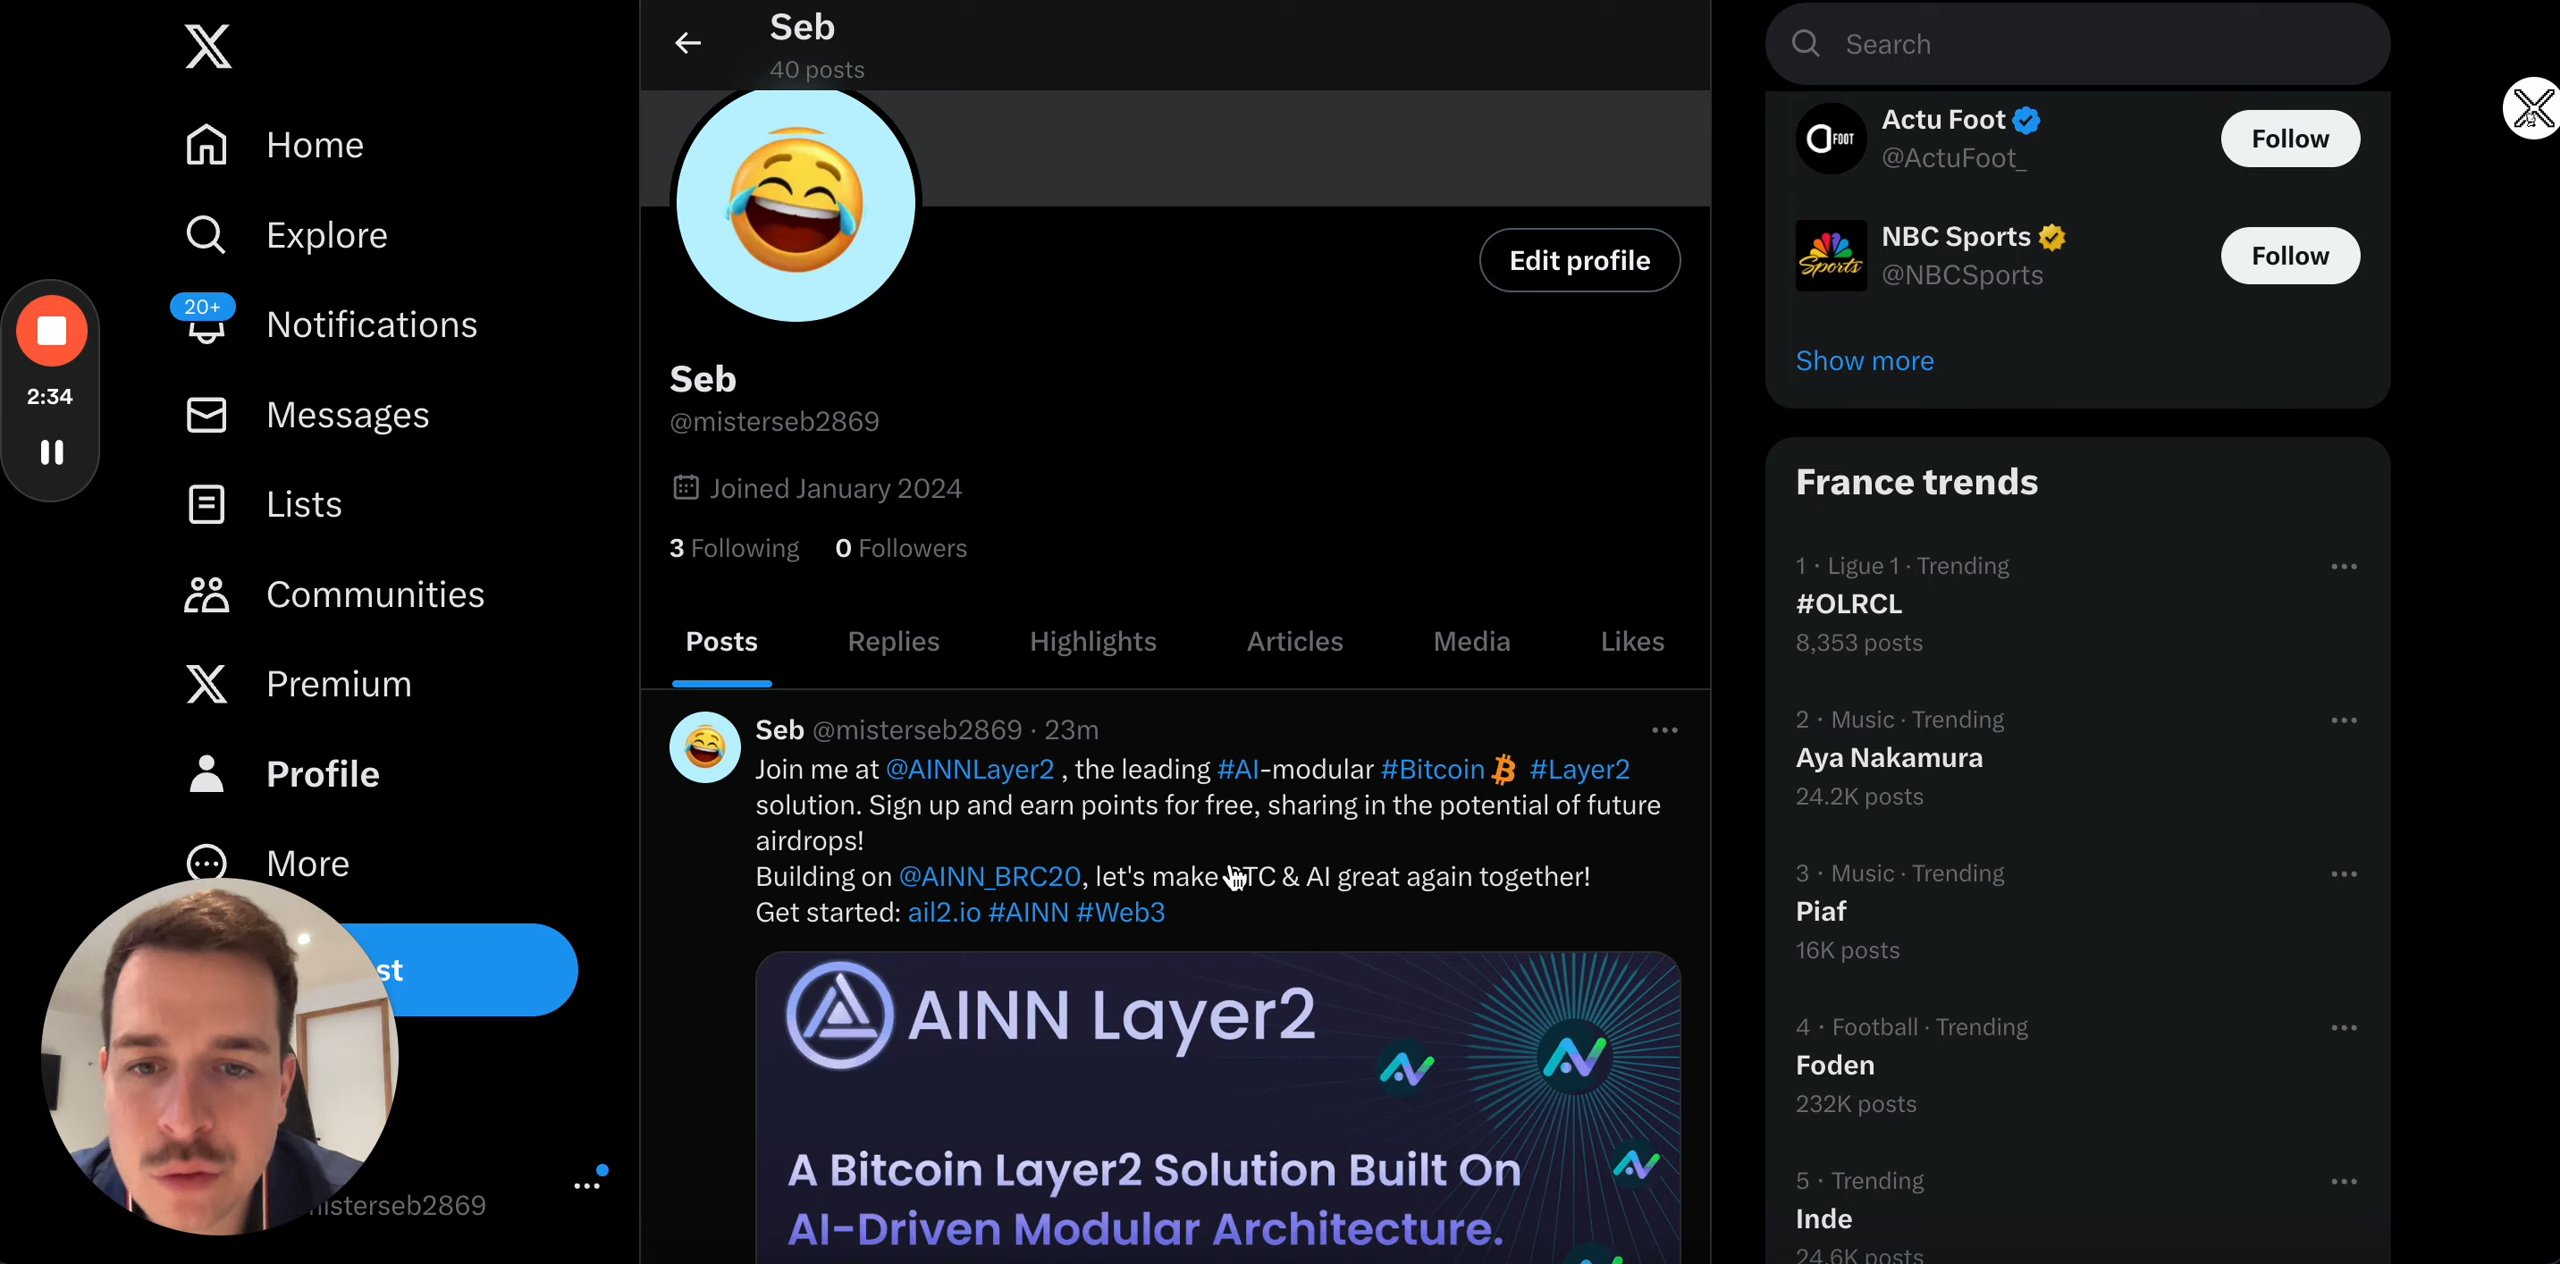 Home
Explore
20+
Notifications
2:34
Messages
Lists
Communities
Premium
Profile
More
st
isterseb2869
Seb
40 posts
Edit profile
Seb
@misterseb2869
Joined January 2024
3 Following 0 Followers
Posts Replies Highlights Articles Media Likes
Seb @misterseb2869 · 23m
Join me at @AINNLayer2 , the leading #AI-modular #Bitcoin #Layer2
solution. Sign up and earn points for free, sharing in the potential of future
airdrops!
Building on @AINN_BRC20, let's make TC & AI great again together!
Get started: ail2.io #AINN #Web3
AINN Layer2
A Bitcoin Layer2 Solution Built On
AI-Driven Modular Architecture.
Search
FOOT
Actu Foot
@ActuFoot_
Follow
Sports
NBC Sports
@NBCSports
Follow
Show more
France trends
1 · Ligue 1 · Trending
#OLRCL
8,353 posts
2 · Music · Trending
Aya Nakamura
24.2K posts
3 · Music · Trending
Piaf
16K posts
4 · Football · Trending
Foden
232K posts
5 · Trending
Inde
24.6K posts